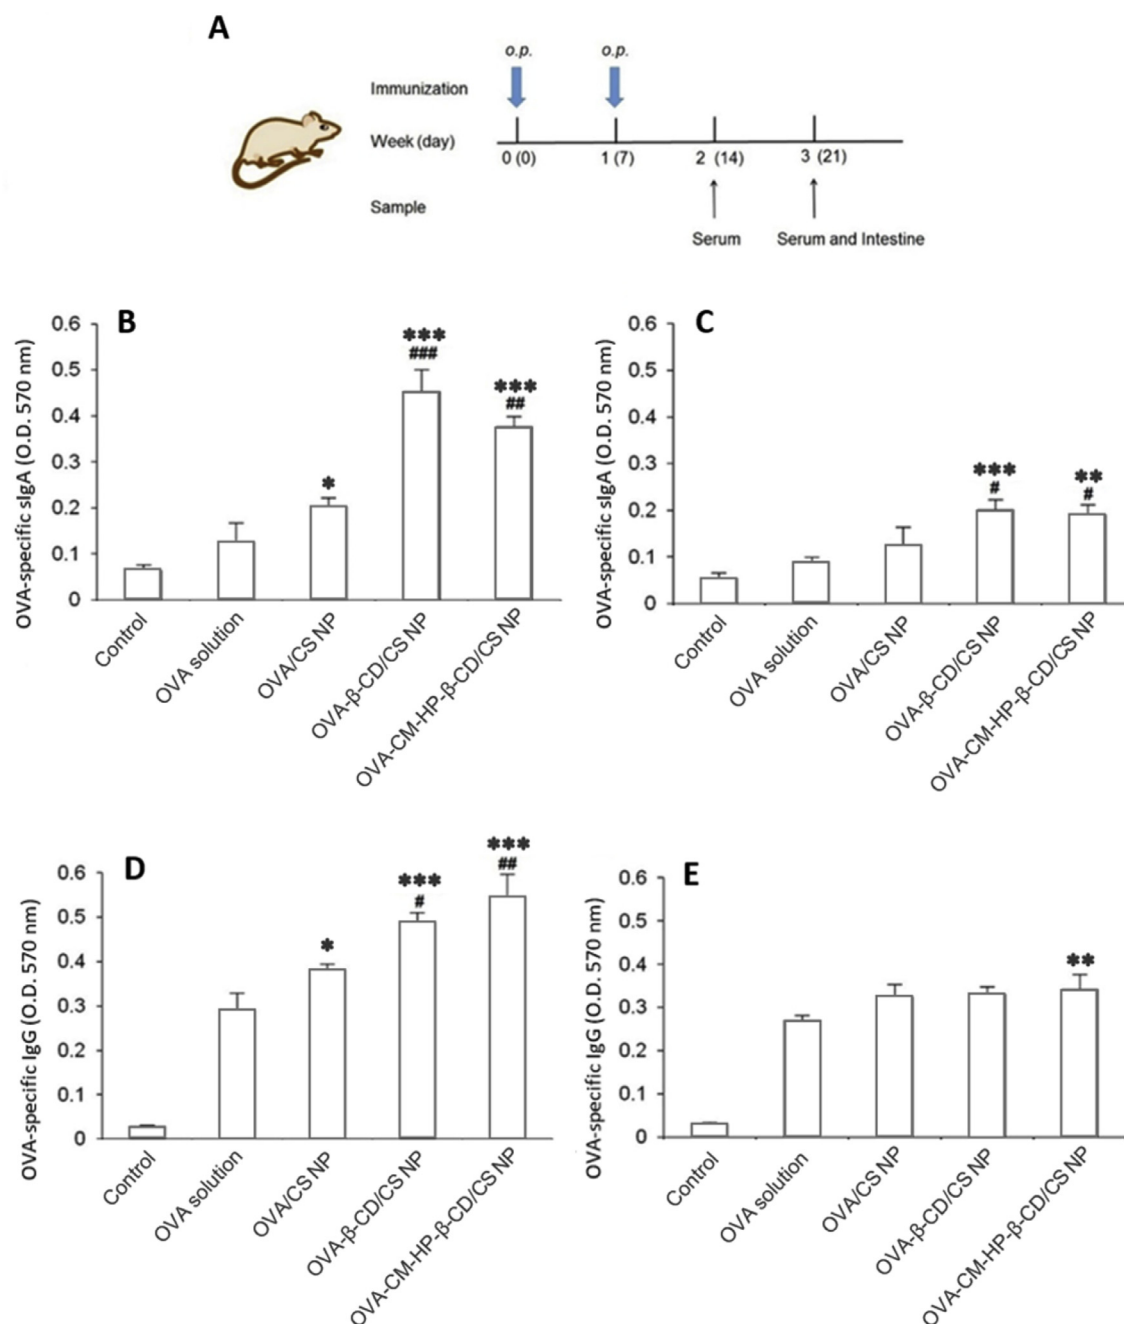 A
o.p.
o.p.
Immunization
Week (day)
0 (0)
1 (7)
2 (14)
3 (21)
Sample
Serum
Serum and Intestine
B
OVA-specific sIgA (O.D. 570 nm)
0.6
0.5
0.4
0.3
0.2
0.1
0
*
***
###
***
##
Control
OVA solution
OVA/CS NP
OVA-β-CD/CS NP
OVA-CM-HP-β-CD/CS NP
C
OVA-specific sIgA (O.D. 570 nm)
0.6
0.5
0.4
0.3
0.2
0.1
0
***
#
**
#
Control
OVA solution
OVA/CS NP
OVA-β-CD/CS NP
OVA-CM-HP-β-CD/CS NP
D
OVA-specific IgG (O.D. 570 nm)
0.6
0.5
0.4
0.3
0.2
0.1
0
*
***
#
***
##
Control
OVA solution
OVA/CS NP
OVA-β-CD/CS NP
OVA-CM-HP-β-CD/CS NP
E
OVA-specific IgG (O.D. 570 nm)
0.6
0.5
0.4
0.3
0.2
0.1
0
**
Control
OVA solution
OVA/CS NP
OVA-β-CD/CS NP
OVA-CM-HP-β-CD/CS NP